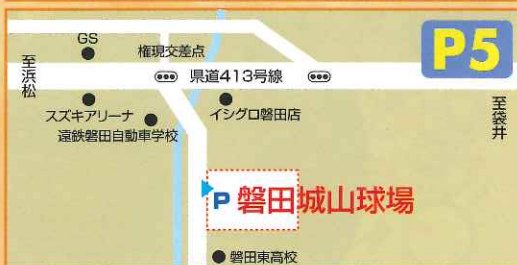 GS
権現交差点
P5
至浜松
県道413号線
至袋井
スズキアリーナ
イシグロ磐田店
遠鉄磐田自動車学校
P 磐田城山球場
磐田東高校